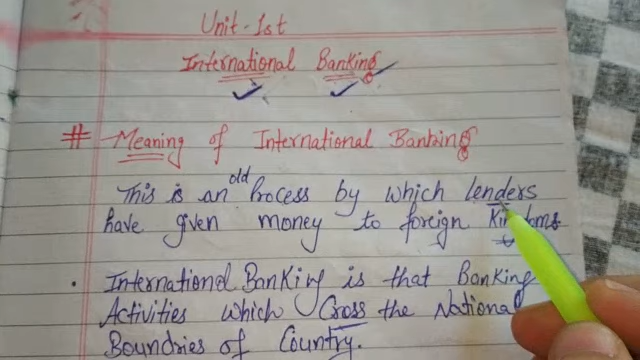 Unit-1st
International Banking
# Meaning of International Banking
This is an old Process by which lenders
have given money to foreign Kingdoms
• International Banking is that Banking
Activities which Cross the National
Boundries of Country.